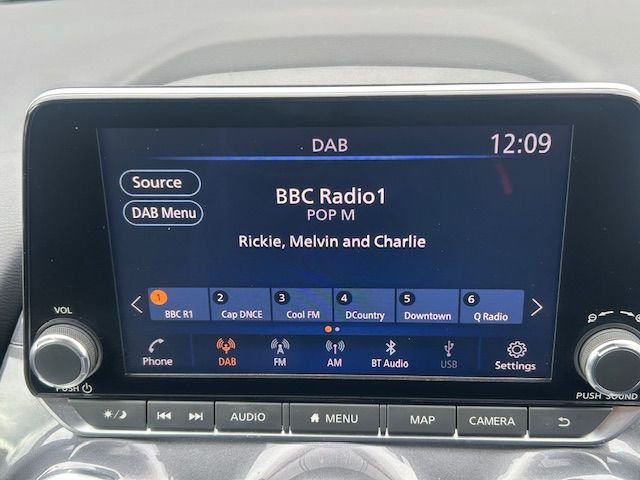 DAB 12:09
Source
BBC Radio1
DAB Menu
POP M
Rickie, Melvin and Charlie
1 2 3 4 5 6
BBC R1 Cap DNCE Cool FM DCountry Downtown Q Radio
VOL
Phone DAB FM AM BT Audio USB Settings
PUSH
PUSH SOUND
AUDIO MENU MAP CAMERA